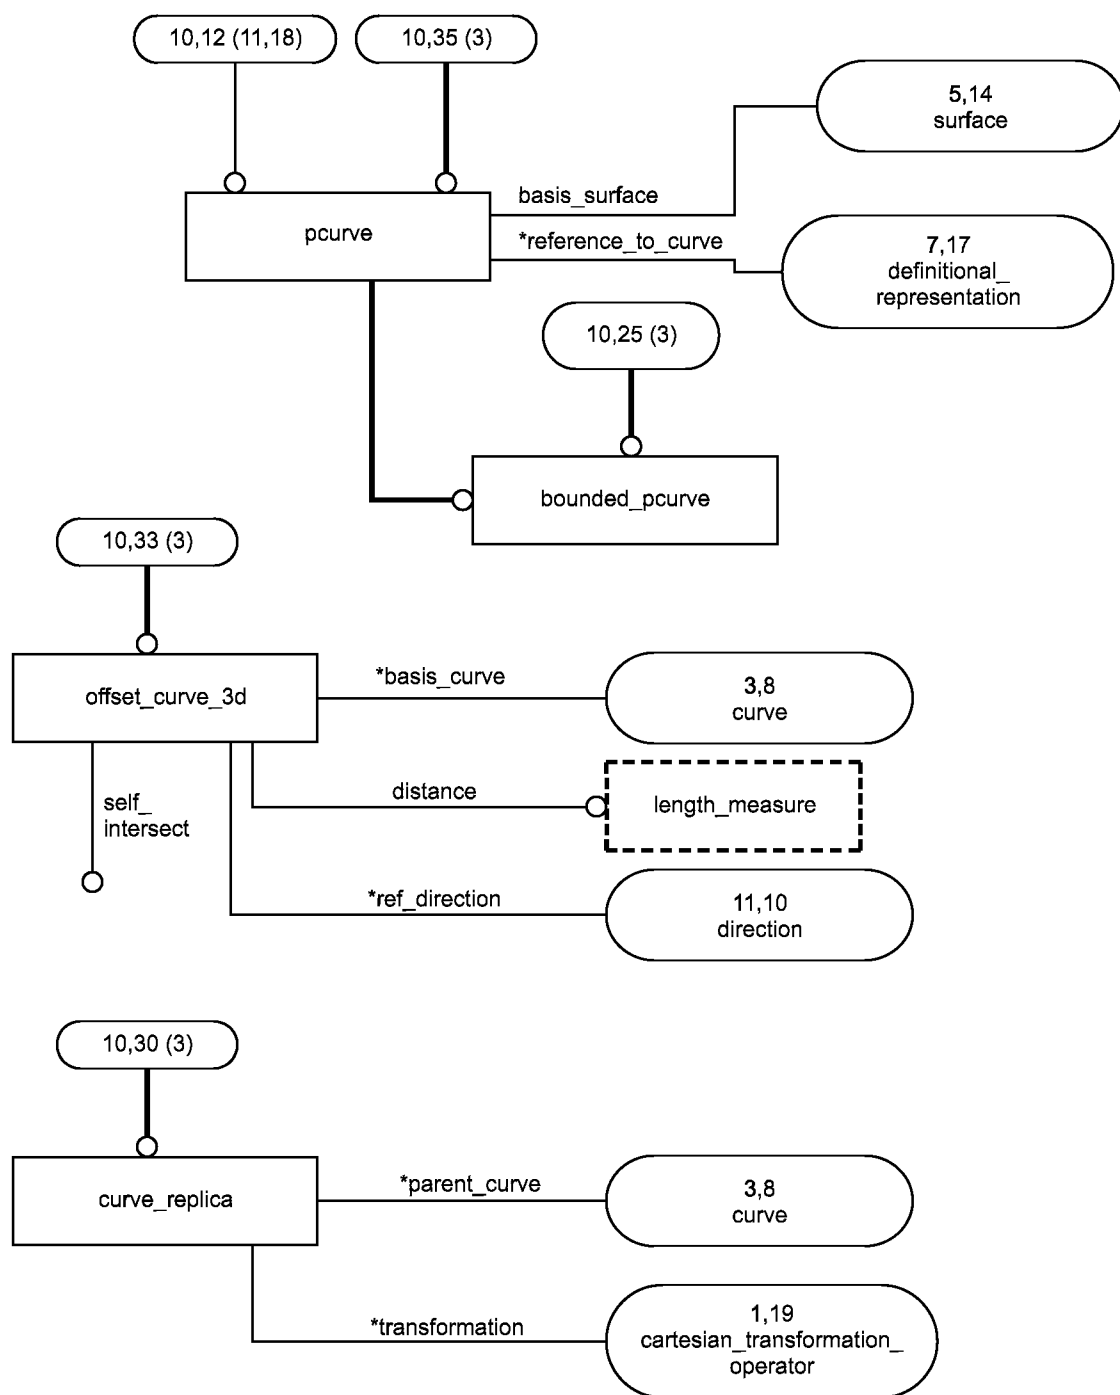 10,12 (11,18)
10,35 (3)
5,14
surface
basis_surface
pcurve
*reference_to_curve
7,17
definitional_
representation
10,25 (3)
bounded_pcurve
10,33 (3)
offset_curve_3d
*basis_curve
3,8
curve
self_
intersect
distance
length_measure
*ref_direction
11,10
direction
10,30 (3)
curve_replica
*parent_curve
3,8
curve
*transformation
1,19
cartesian_transformation_
operator